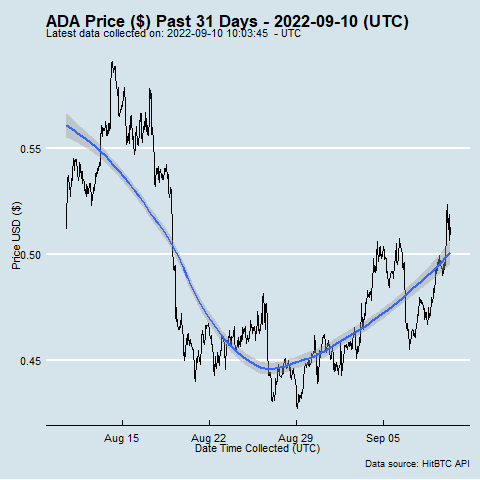 ADA Price ($) Past 31 Days - 2022-09-10 (UTC)
Latest data collected on: 2022-09-10 10:03:45  - UTC
Price USD ($)
0.55
0.50
0.45
Aug 15
Aug 22
Aug 29
Sep 05
Date Time Collected (UTC)
Data source: HitBTC API